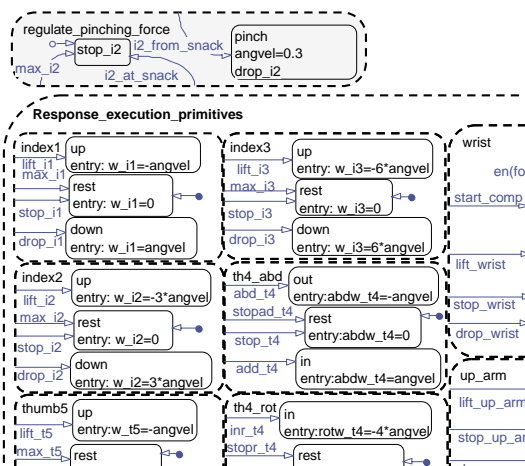 regulate_pinching_force
stop_i2
i2_from_snack
max_i2
i2_at_snack
pinch
angvel=0.3
drop_i2
Response_execution_primitives
index1
lift_i1
max_i1
stop_i1
drop_i1
up
entry: w_i1=-angvel
rest
entry: w_i1=0
down
entry: w_i1=angvel
index3
lift_i3
max_i3
stop_i3
drop_i3
up
entry: w_i3=-6*angvel
rest
entry: w_i3=0
down
entry: w_i3=6*angvel
wrist
en(fo
start_comp
lift_wrist
stop_wrist
drop_wrist
index2
lift_i2
max_i2
stop_i2
drop_i2
up
entry: w_i2=-3*angvel
rest
entry: w_i2=0
down
entry: w_i2=3*angvel
th4_abd
abd_t4
stopad_t4
stop_t4
add_t4
out
entry:abdw_t4=-angvel
rest
entry:abdw_t4=0
in
entry:abdw_t4=angvel
up_arm
lift_up_arm
stop_up_ar
thumb5
lift_t5
max_t5
up
entry: w_t5=-angvel
rest
th4_rot
inr_t4
stopr_t4
in
entry:rotw_t4=-4*angvel
rest